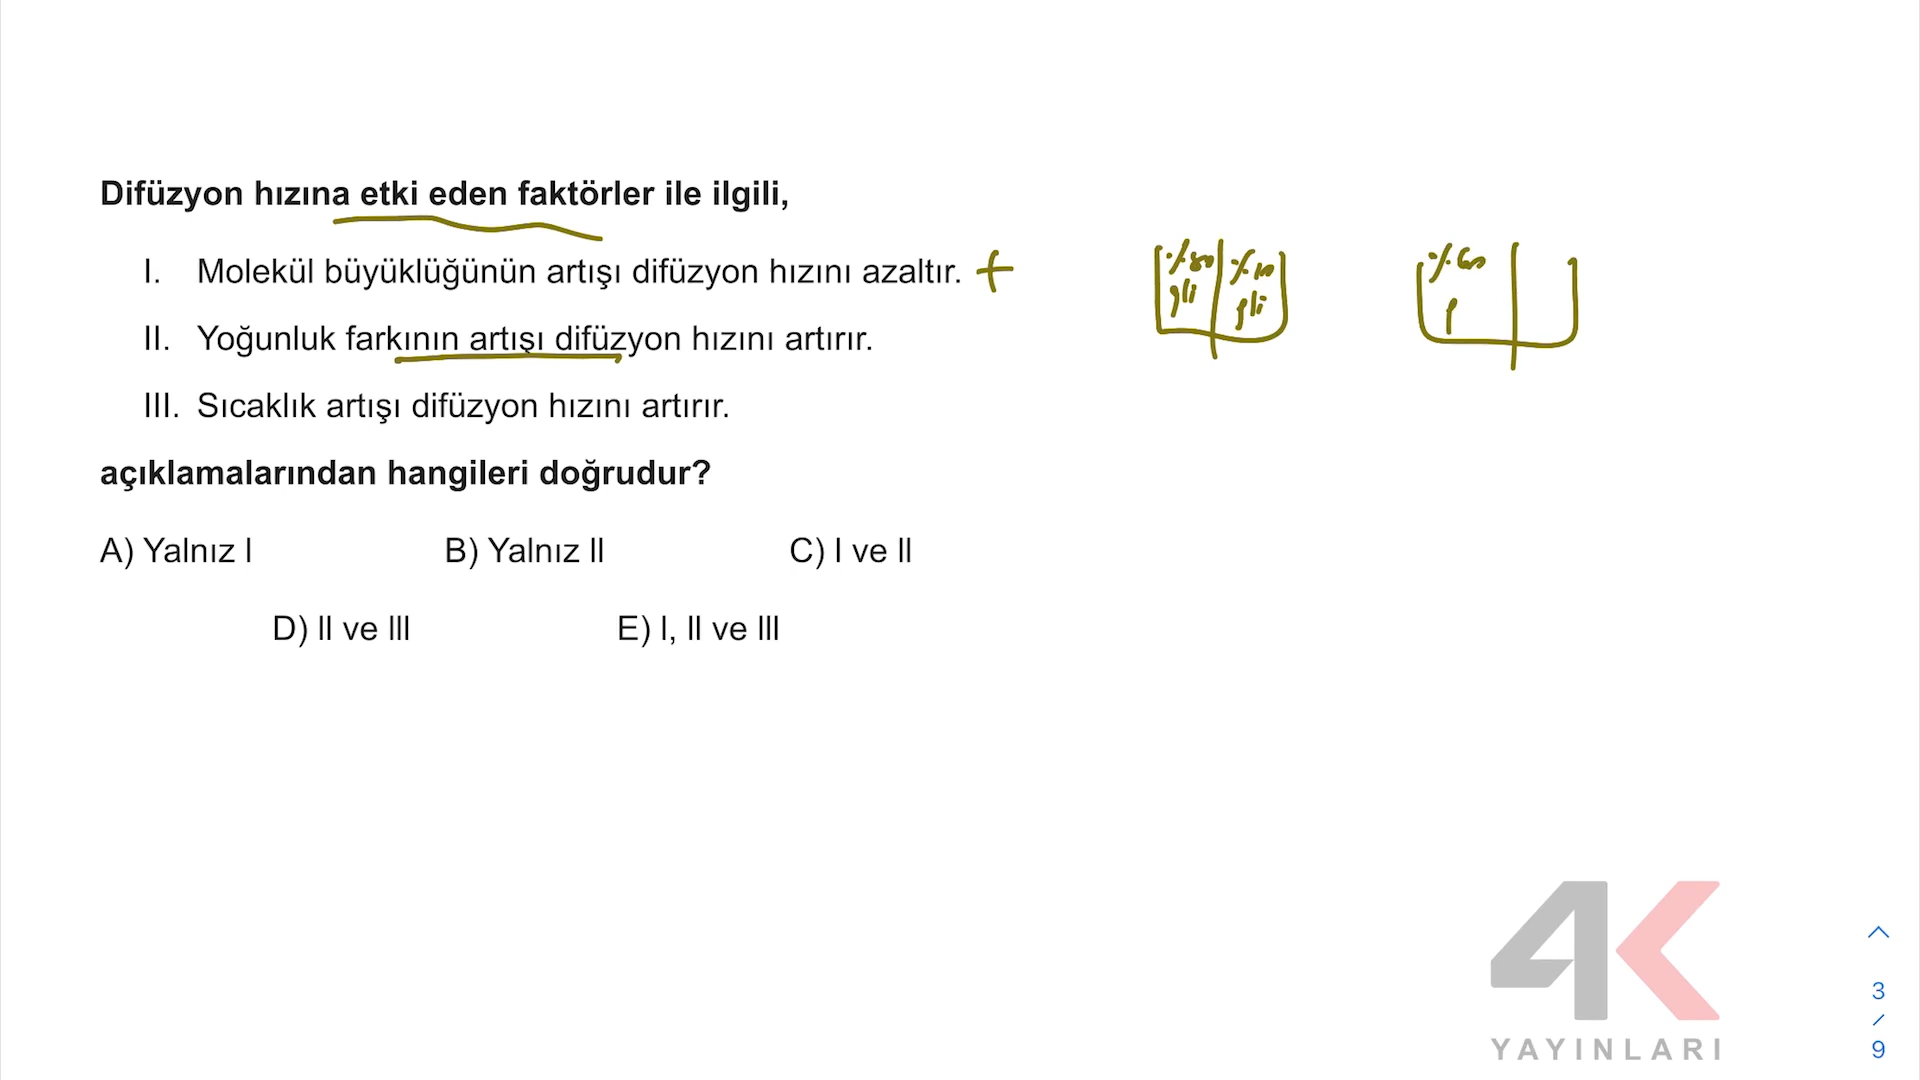 Difüzyon hızına etki eden faktörler ile ilgili,
I. Molekül büyüklüğünün artışı difüzyon hızını azaltır. +
II. Yoğunluk farkının artışı difüzyon hızını artırır.
III. Sıcaklık artışı difüzyon hızını artırır.
açıklamalarından hangileri doğrudur?
A) Yalnız I B) Yalnız II C) I ve II
D) II ve III E) I, II ve III
gli
4K
YAYINLARI
3
/
9